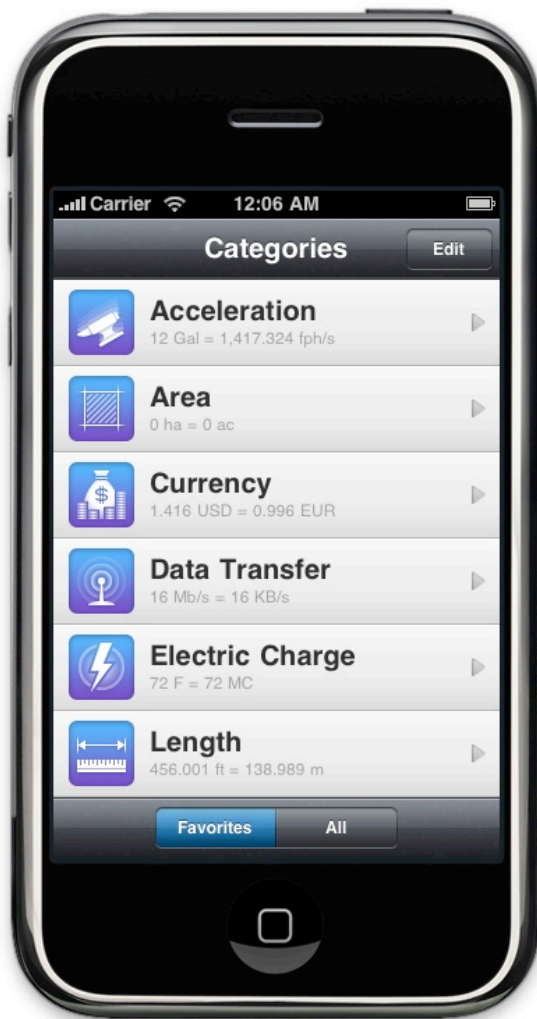 Carrier 12:06 AM
Categories Edit
Acceleration
12 Gal = 1,417.324 fph/s
Area
0 ha = 0 ac
$
Currency
1.416 USD = 0.996 EUR
Data Transfer
16 Mb/s = 16 KB/s
Electric Charge
72 F = 72 MC
Length
456.001 ft = 138.989 m
Favorites All